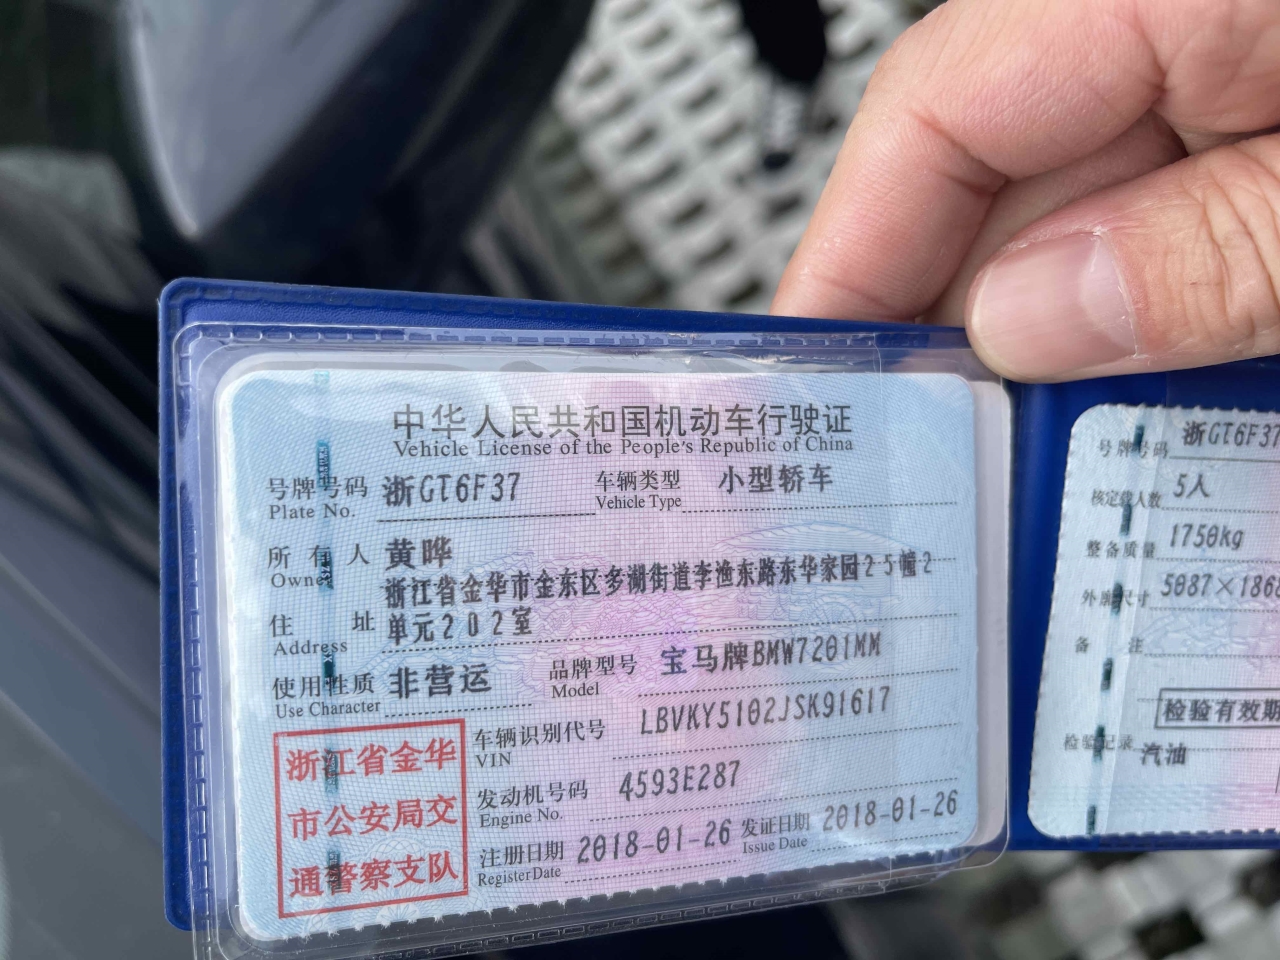 中华人民共和国机动车行驶证
Vehicle License of the People's Republic of China
号牌号码 浙GT6F37 车辆类型 小型轿车
Plate No. Vehicle Type
所有人 黄晔
Owner
浙江省金华市金东区多湖街道李渔东路东华家园25幢2
住址 单元202室
Address
使用性质 非营运 品牌型号 宝马牌BMW7201MM
Use Character Model
浙江省金华
市公安局交
通警察支队
车辆识别代号 LBVKY5102JSK91617
VIN
发动机号码 4593E287
Engine No.
注册日期 2018-01-26 发证日期 2018-01-26
Register Date Issue Date
号牌号码 浙GT6F37
核定载人数 5人
整备质量 1750kg
外廓尺寸 5087×186
备注
检验有效期
检验记录
汽油